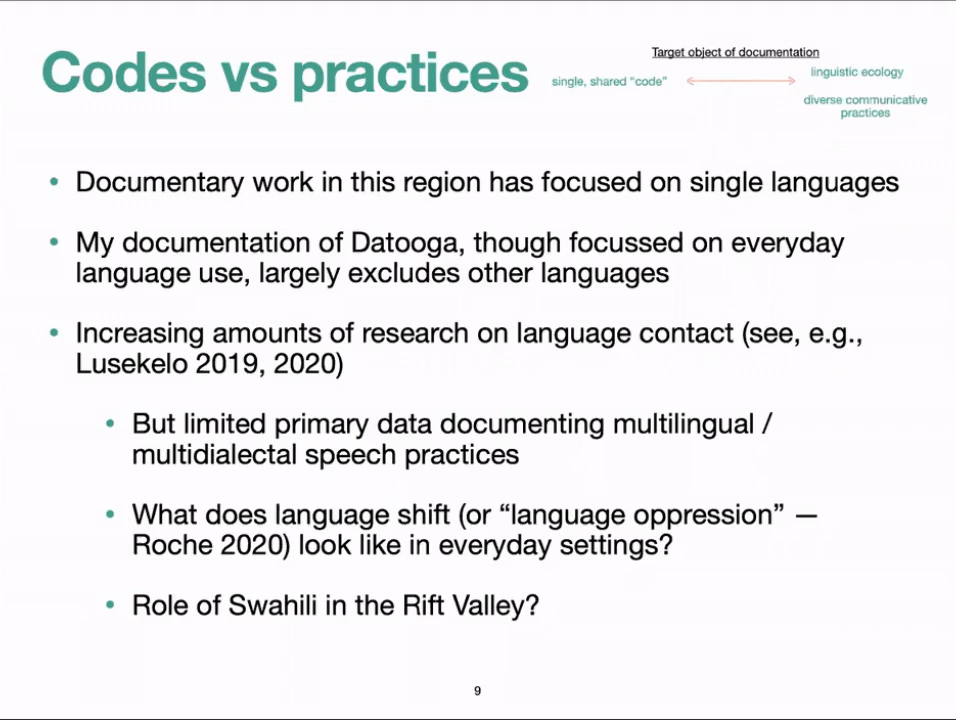 Codes vs practices
Target object of documentation
single, shared “code”
linguistic ecology
diverse communicative
practices
• Documentary work in this region has focused on single languages
• My documentation of Datooga, though focussed on everyday
language use, largely excludes other languages
• Increasing amounts of research on language contact (see, e.g.,
Lusekelo 2019, 2020)
• But limited primary data documenting multilingual /
multidialectal speech practices
• What does language shift (or “language oppression” —
Roche 2020) look like in everyday settings?
• Role of Swahili in the Rift Valley?
9